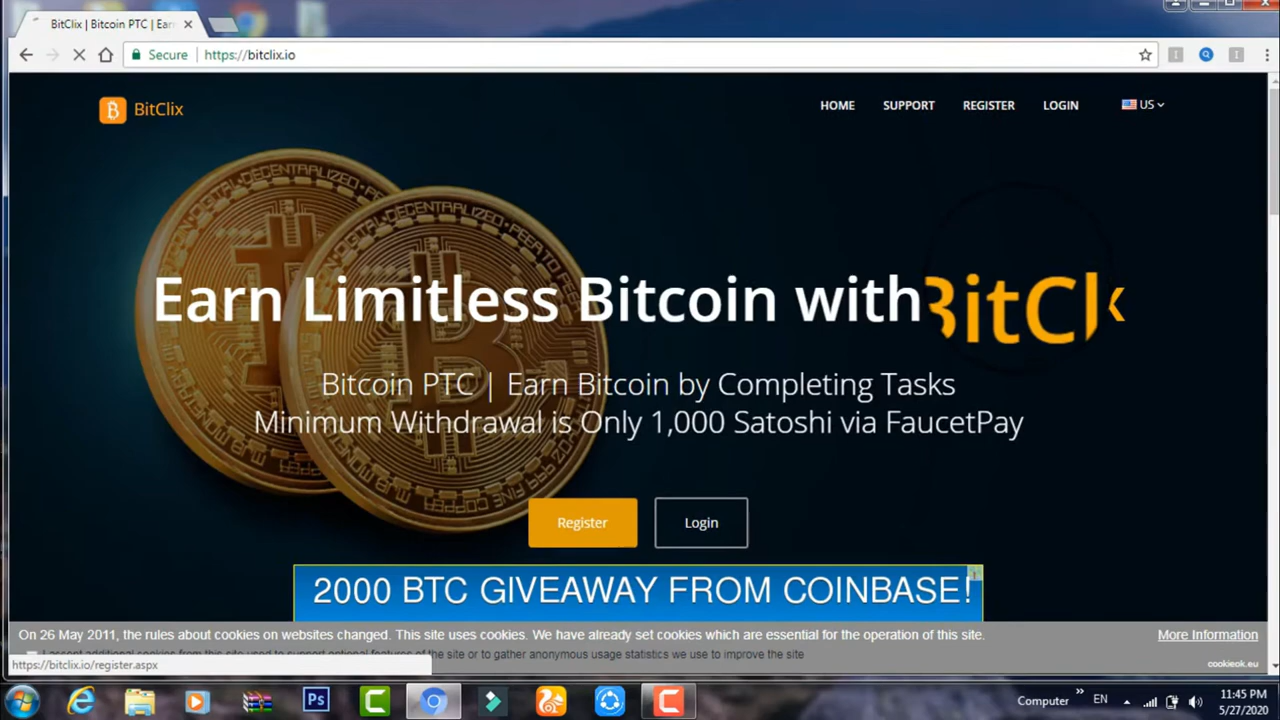 BitClix | Bitcoin PTC | Ear
Secure
https://bitclix.io
BitClix
HOME
SUPPORT
REGISTER
LOGIN
US
Earn Limitless Bitcoin with BitCl
Bitcoin PTC | Earn Bitcoin by Completing Tasks
Minimum Withdrawal is Only 1,000 Satoshi via FaucetPay
Register
Login
2000 BTC GIVEAWAY FROM COINBASE!
On 26 May 2011, the rules about cookies on websites changed. This site uses cookies. We have already set cookies which are essential for the operation of this site.
More Information
I accept additional cookies from this site used to support optional features of the site or to gather anonymous usage statistics we use to improve the site
cookieok.eu
https://bitclix.io/register.aspx
Computer
EN
11:45 PM
5/27/2020